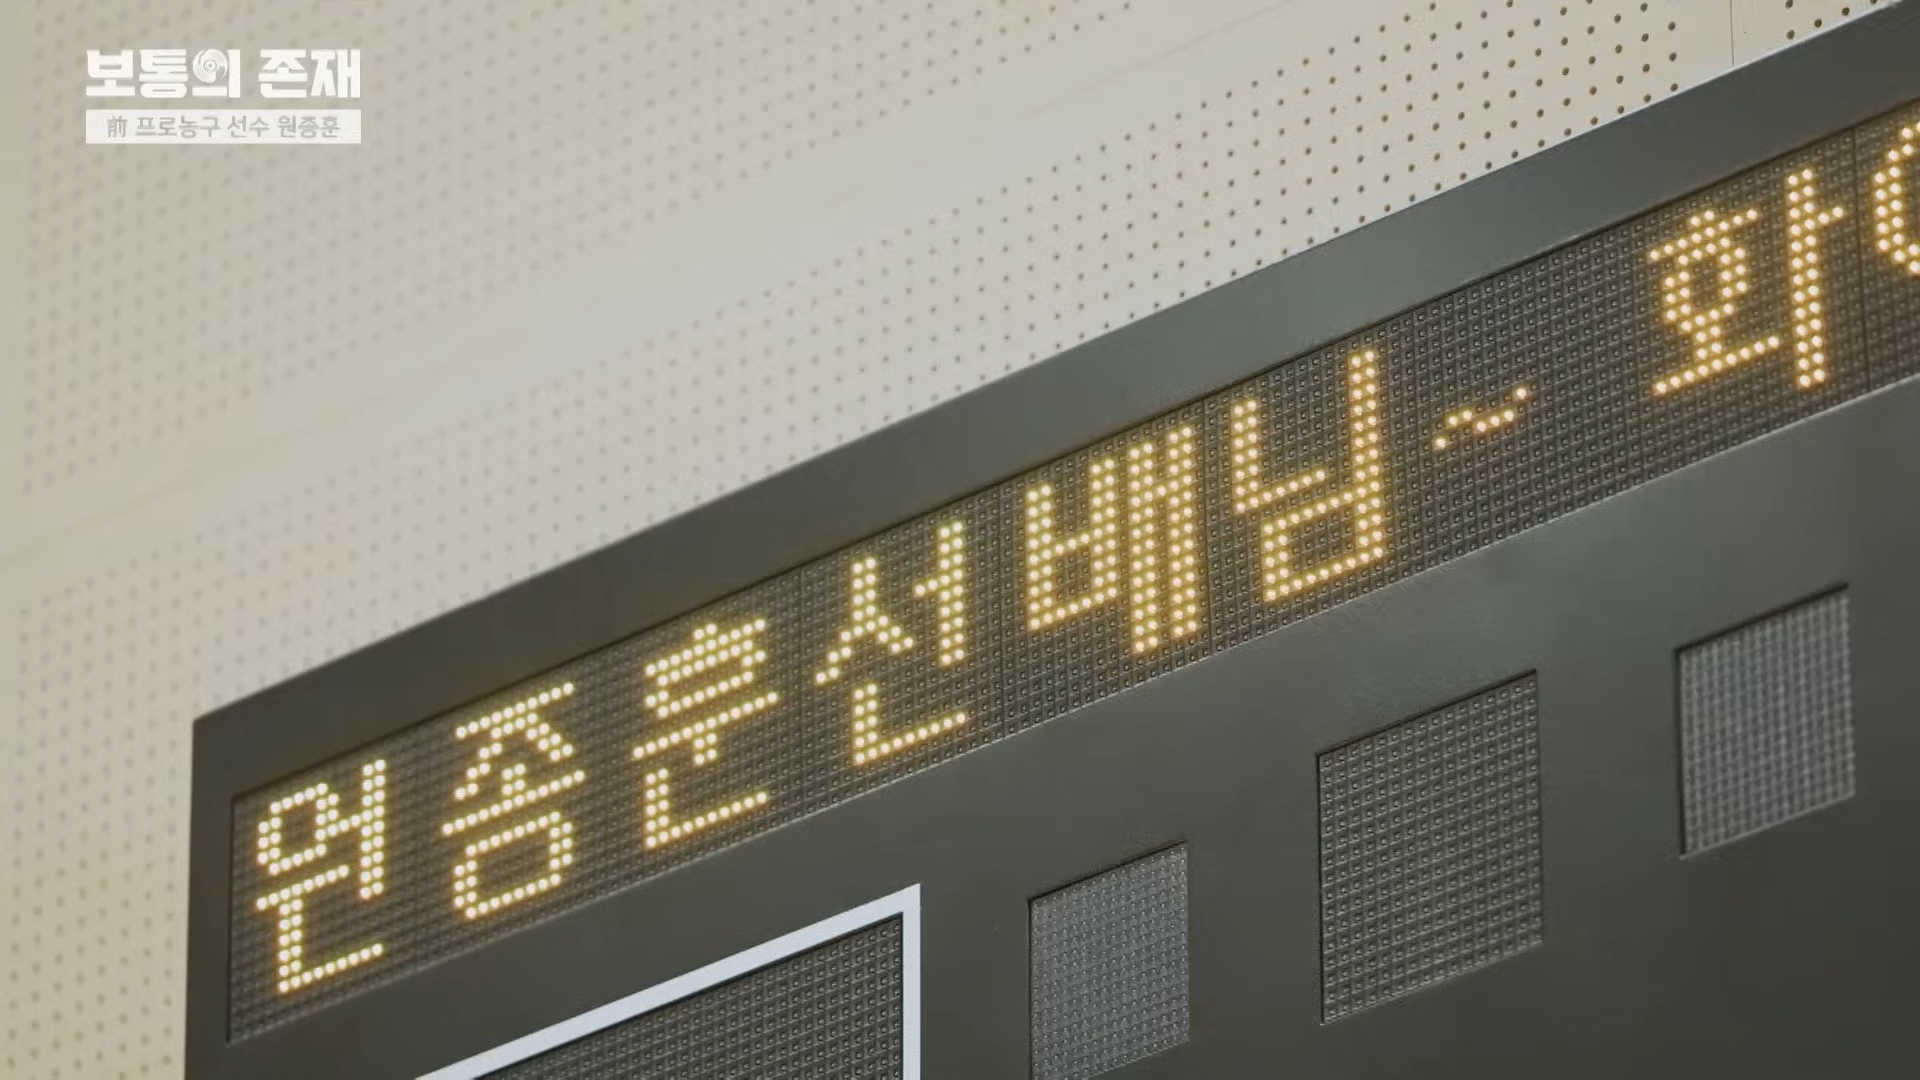 보통의 존재
前 프로농구 선수 원종훈
원종훈선배님~ 화